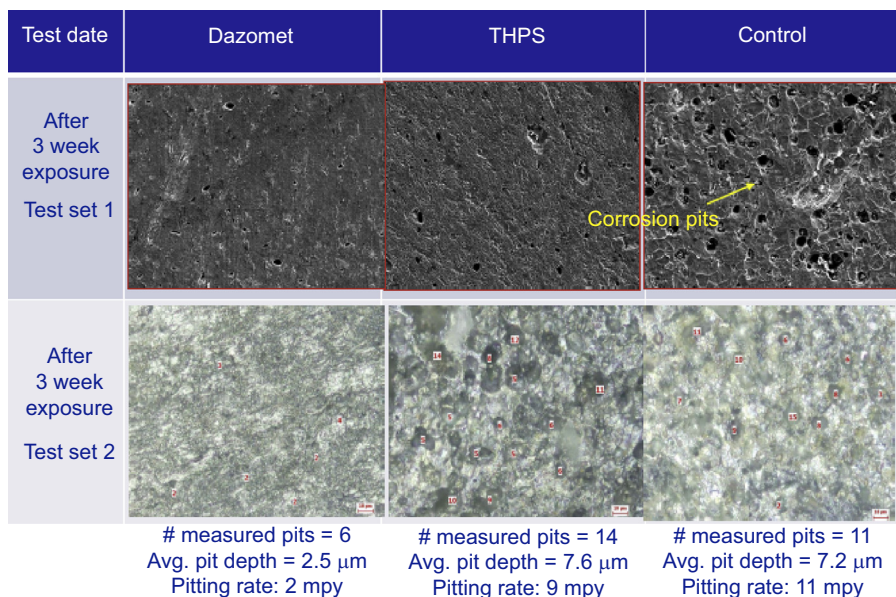 Test date
Dazomet
THPS
Control
After
3 week
exposure
Test set 1
Corrosion pits
After
3 week
exposure
Test set 2
# measured pits = 6
Avg. pit depth = 2.5 μm
Pitting rate: 2 mpy
# measured pits = 14
Avg. pit depth = 7.6 μm
Pitting rate: 9 mpy
# measured pits = 11
Avg. pit depth = 7.2 μm
Pitting rate: 11 mpy